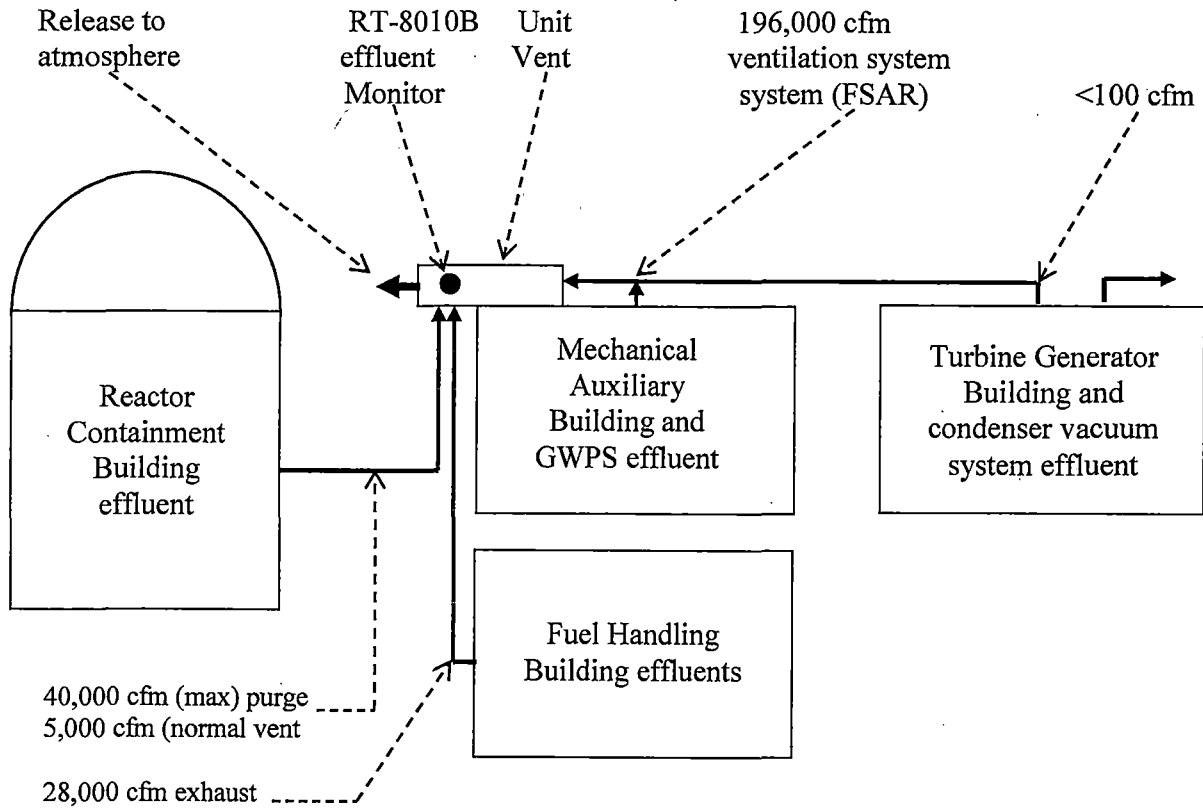 Release to
atmosphere
RT-8010B
effluent
Monitor
Unit
Vent
196,000 cfm
ventilation system
system (FSAR)
<100 cfm
Reactor
Containment
Building
effluent
Mechanical
Auxiliary
Building and
GWPS effluent
Turbine Generator
Building and
condenser vacuum
system effluent
Fuel Handling
Building effluents
40,000 cfm (max) purge
5,000 cfm (normal vent
28,000 cfm exhaust